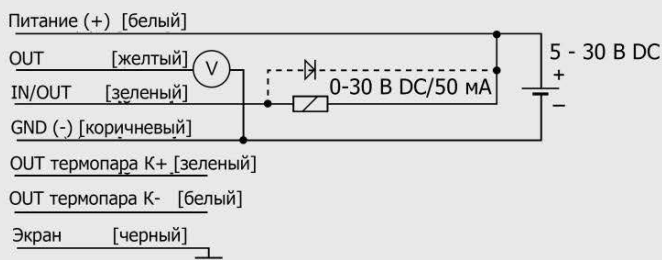 Питание (+) [белый]
OUT [желтый]
V
5 - 30 В DC
+
−
IN/OUT [зеленый]
0-30 В DC/50 мА
GND (-) [коричневый]
OUT термопара К+ [зеленый]
OUT термопара К- [белый]
Экран [черный]